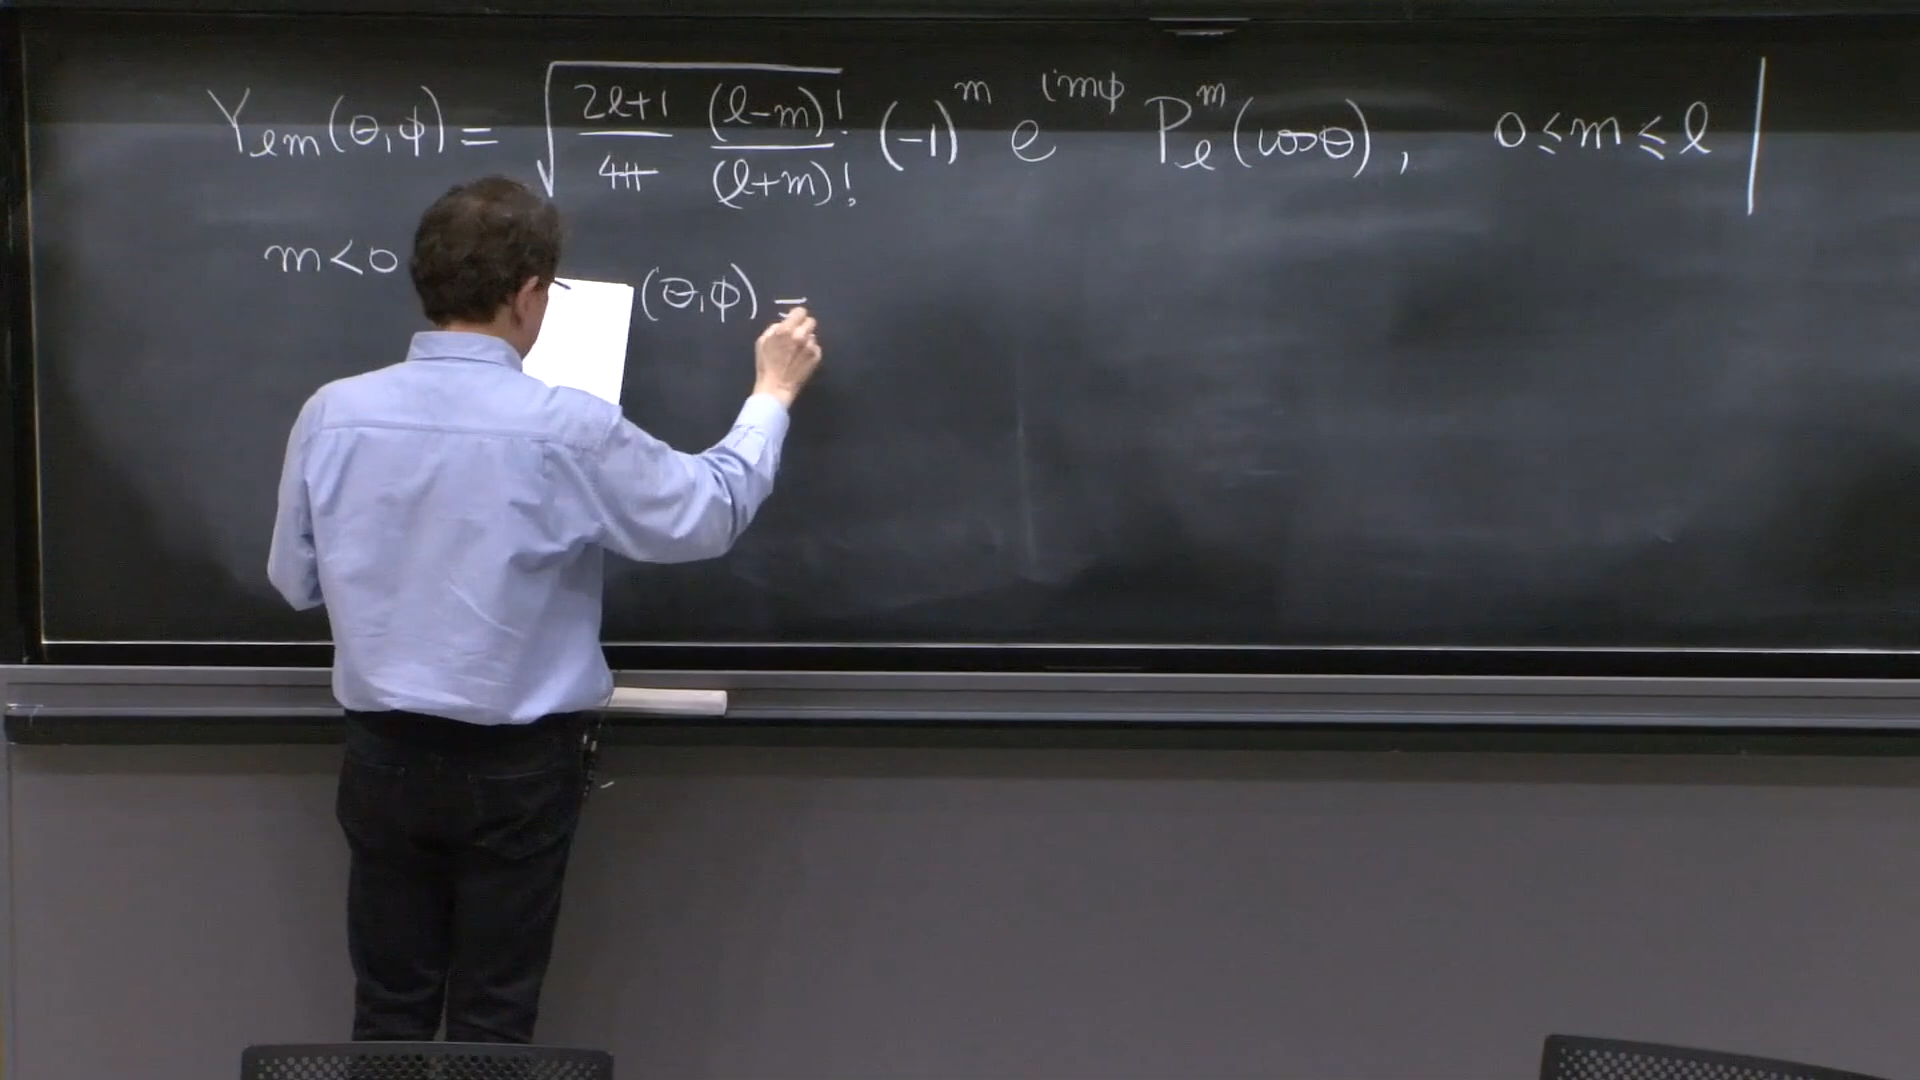 Yℓm(θ,φ) = √(2ℓ+1/4π (ℓ-m)!/(ℓ+m)!) (-1)^m e^imφ Pℓ^m(cosθ), 0≤m≤ℓ
m<0 (θ,φ) =